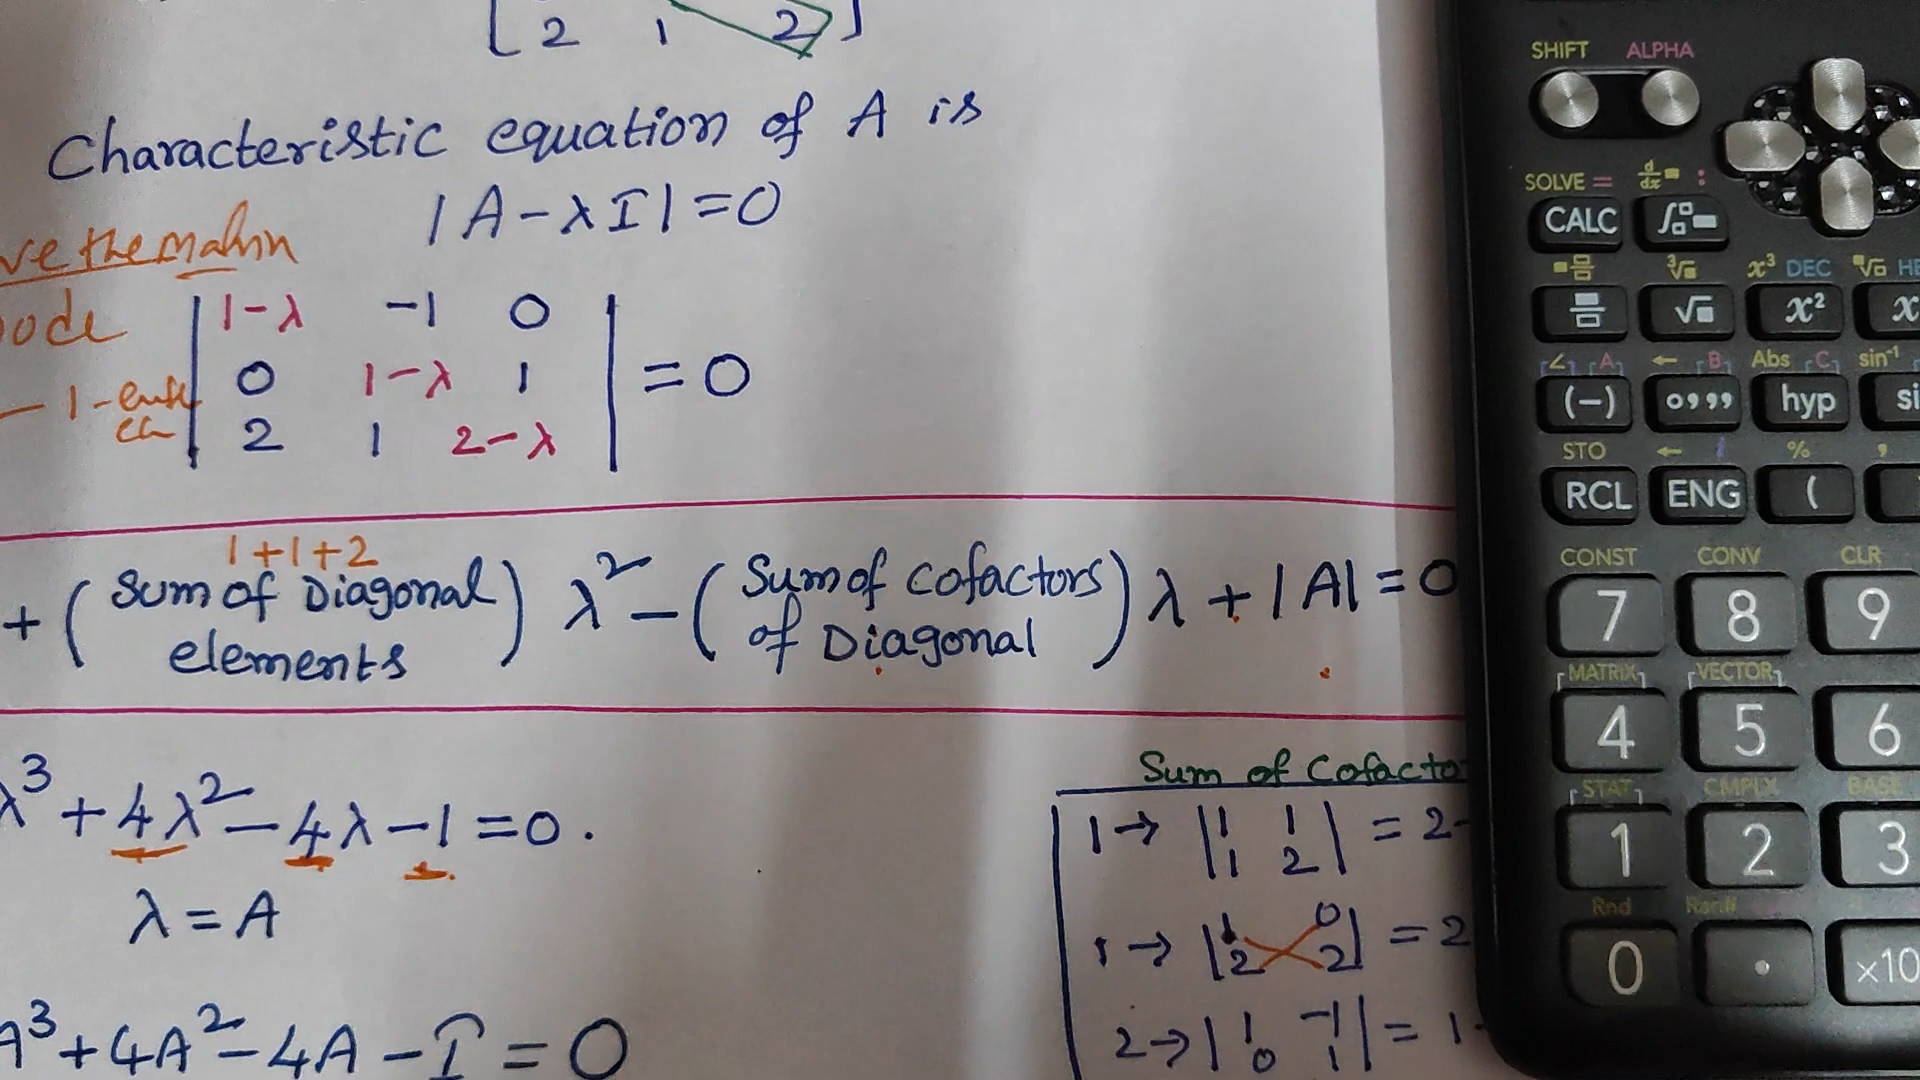 2 1 2
Characteristic equation of A is
|A-λI|=0
ve the
ode
1-λ -1 0
0 1-λ 1 = 0
2 1 2-λ
1+1+2
+ (Sum of Diagonal elements) λ² - (Sum of Cofactors of Diagonal) λ + |A| = 0
λ³ + 4λ² - 4λ - 1 = 0.
λ = A
A³ + 4A² - 4A - I = 0
Sum of Cofacto
1 → |1 1
1 2| = 2-
1 → |1 0
2 2| = 2
2 → |1 -1
0 1| = 1-
SHIFT ALPHA
SOLVE = d/dx :
CALC ∫
x³ DEC
√ x²
∠ A ← B Abs C sin⁻¹
(−) hyp si
STO ← i % ,
RCL ENG (
CONST CONV CLR
7 8 9
MATRIX VECTOR
4 5 6
STAT CMPLX BASE
1 2 3
Rnd Ran#
0 . ×10